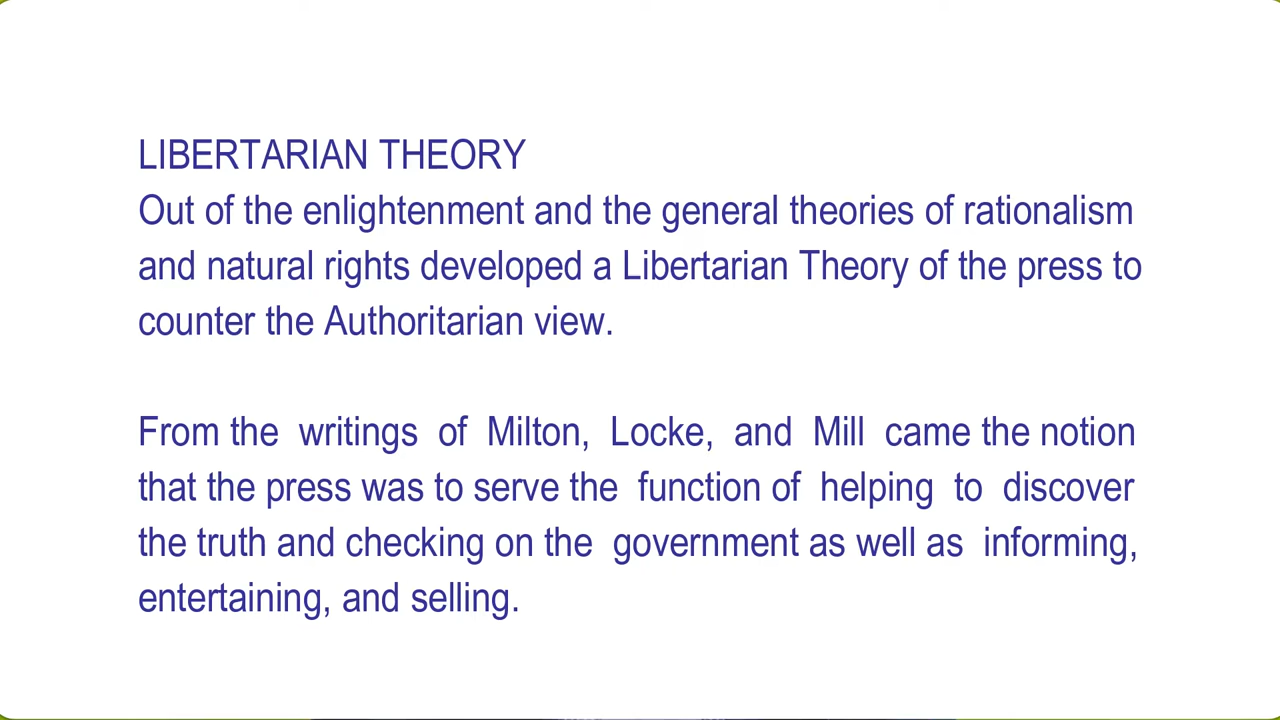 LIBERTARIAN THEORY
Out of the enlightenment and the general theories of rationalism
and natural rights developed a Libertarian Theory of the press to
counter the Authoritarian view.
From the writings of Milton, Locke, and Mill came the notion
that the press was to serve the function of helping to discover
the truth and checking on the government as well as informing,
entertaining, and selling.